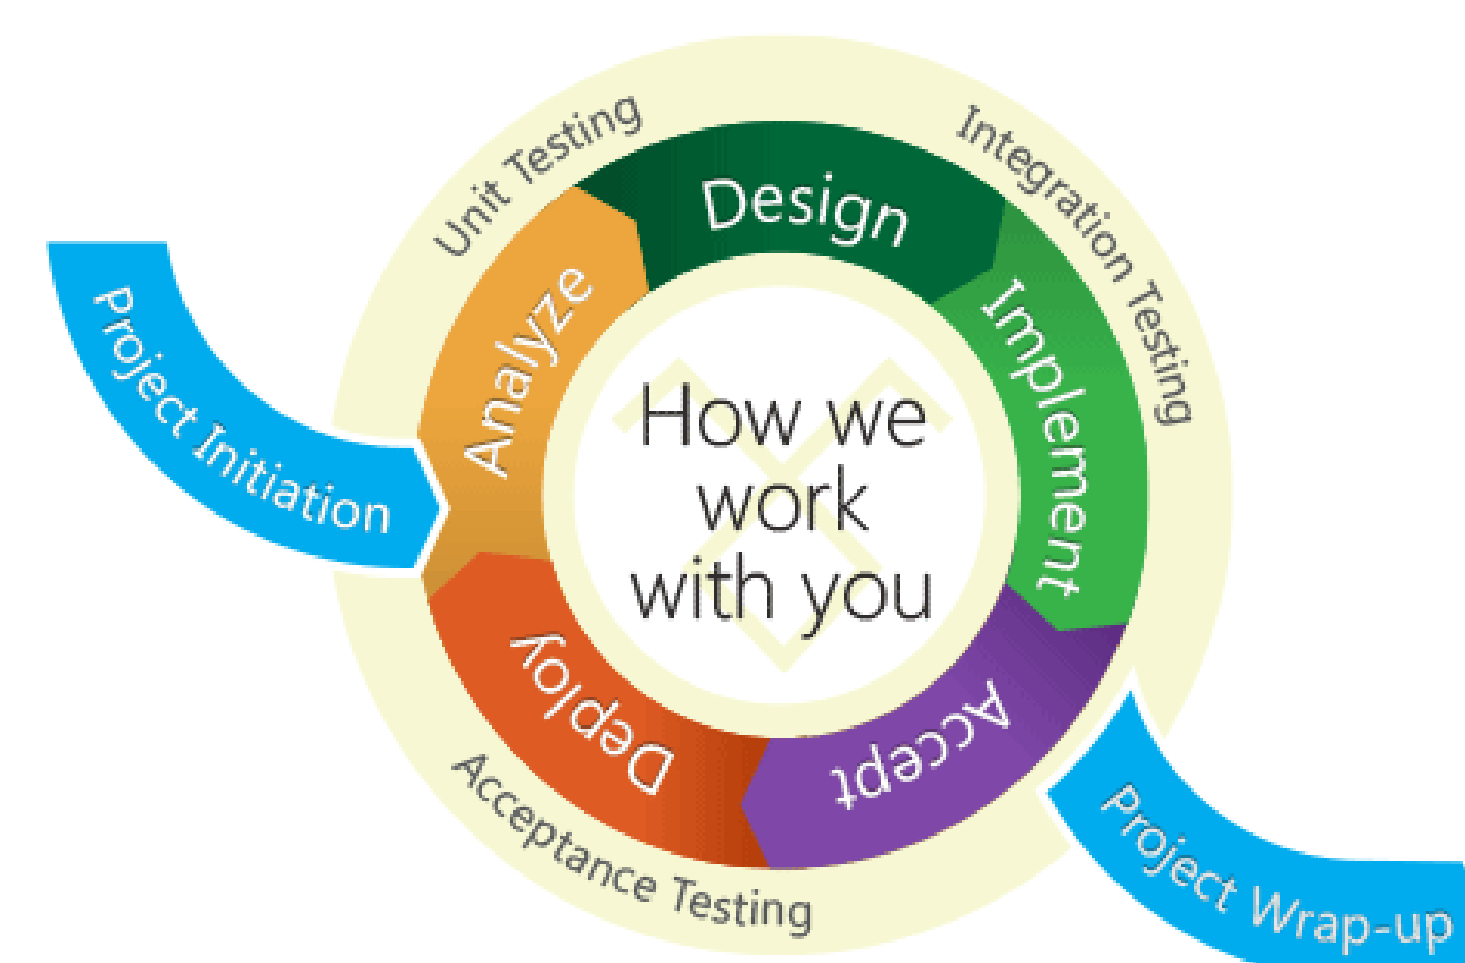 Project Initiation
Unit Testing
Integration Testing
Acceptance Testing
Analyze
Design
Implement
Accept
Deploy
How we
work
with you
Project Wrap-up